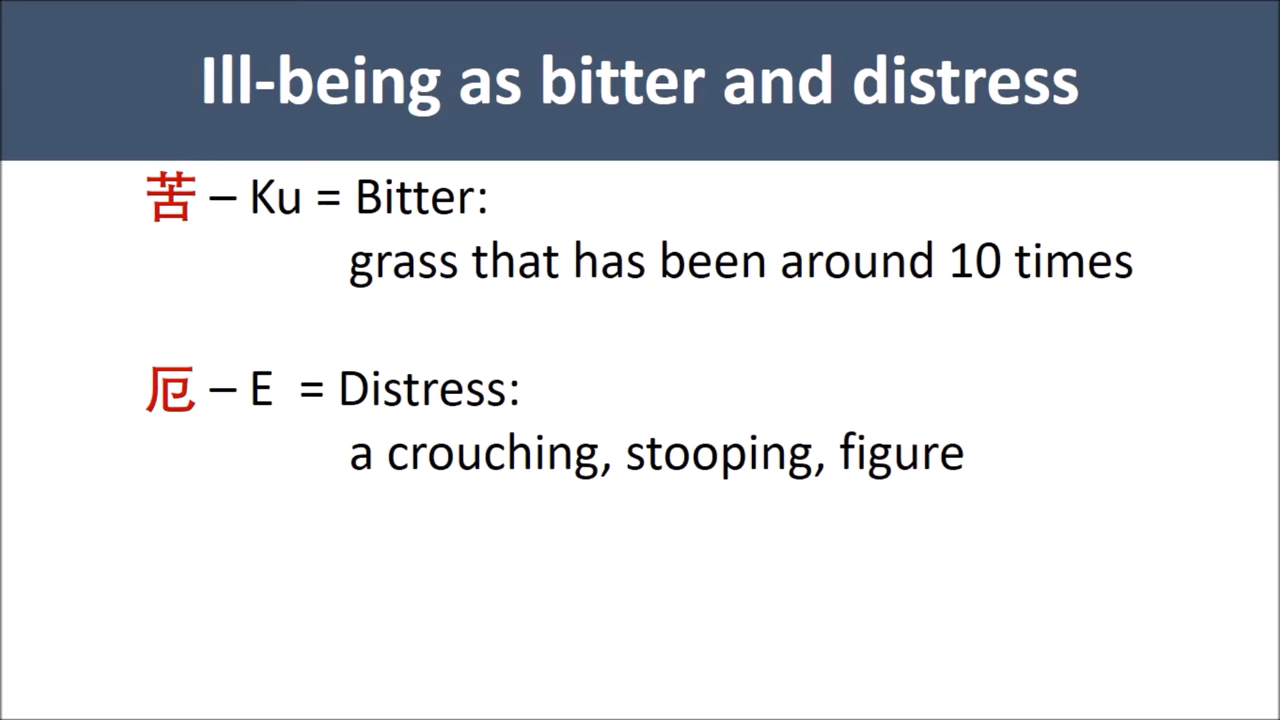 Ill-being as bitter and distress
苦 – Ku = Bitter:
grass that has been around 10 times
厄 – E = Distress:
a crouching, stooping, figure